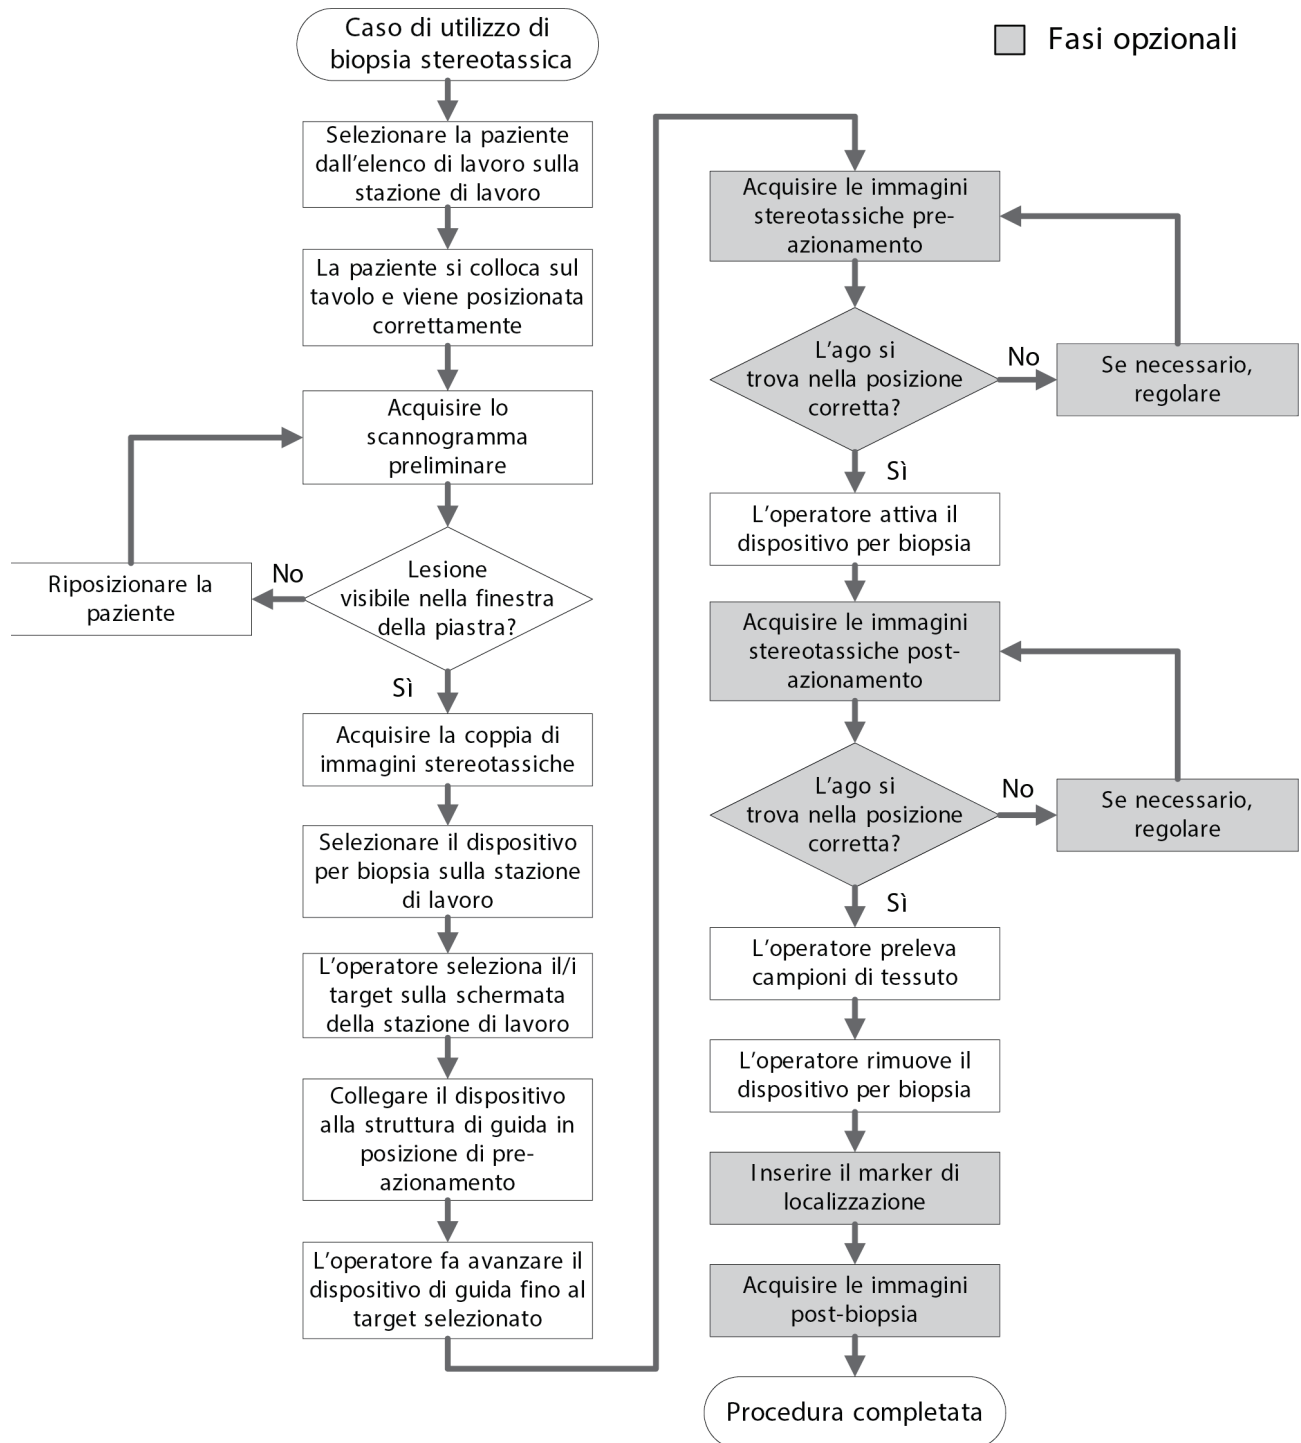 Caso di utilizzo di
biopsia stereotassica
Fasi opzionali
Selezionare la paziente
dall'elenco di lavoro sulla
stazione di lavoro
La paziente si colloca sul
tavolo e viene posizionata
correttamente
Acquisire lo
scannogramma
preliminare
Lesione
visibile nella finestra
della piastra?
No
Riposizionare la
paziente
Sì
Acquisire la coppia di
immagini stereotassiche
Selezionare il dispositivo
per biopsia sulla stazione
di lavoro
L'operatore seleziona il/i
target sulla schermata
della stazione di lavoro
Collegare il dispositivo
alla struttura di guida in
posizione di pre-
azionamento
L'operatore fa avanzare il
dispositivo di guida fino al
target selezionato
Acquisire le immagini
stereotassiche pre-
azionamento
L'ago si
trova nella posizione
corretta?
No
Se necessario,
regolare
Sì
L'operatore attiva il
dispositivo per biopsia
Acquisire le immagini
stereotassiche post-
azionamento
L'ago si
trova nella posizione
corretta?
No
Se necessario,
regolare
Sì
L'operatore preleva
campioni di tessuto
L'operatore rimuove il
dispositivo per biopsia
Inserire il marker di
localizzazione
Acquisire le immagini
post-biopsia
Procedura completata